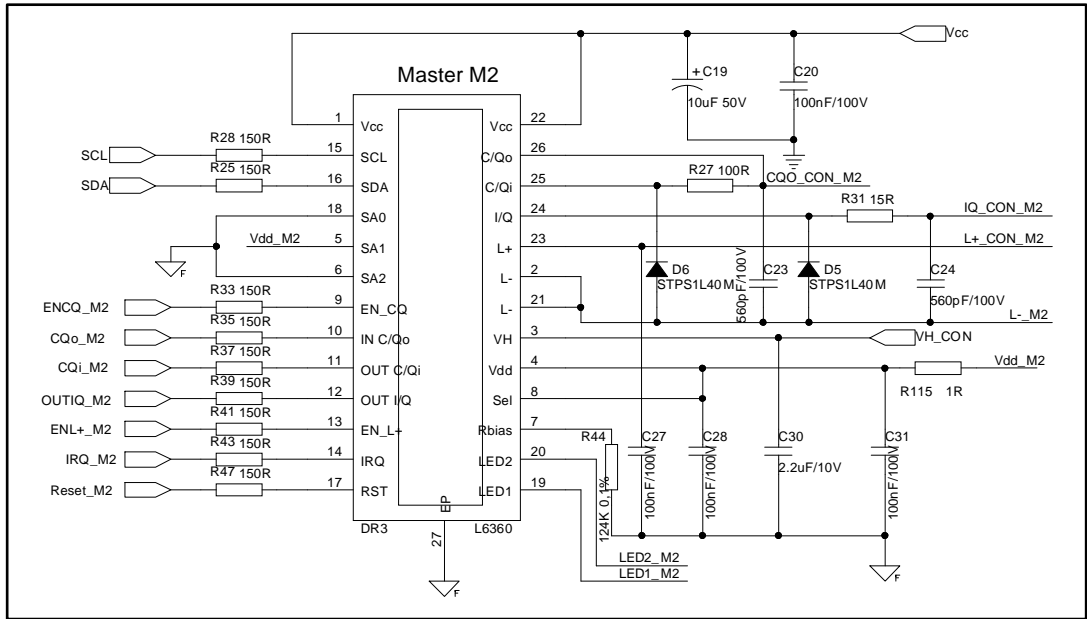 Vcc
Master M2
C19
10uF 50V
C20
100nF/100V
1
Vcc
Vcc
22
SCL
R28 150R
15
SCL
C/Qo
26
SDA
R25 150R
16
SDA
C/Qi
25
R27 100R
CQO_CON_M2
18
SA0
I/Q
24
R31 15R
IQ_CON_M2
Vdd_M2
5
SA1
L+
23
L+_CON_M2
6
SA2
L-
2
D6
STPS1L40M
C23
560pF/100V
D5
STPS1L40M
C24
560pF/100V
F
ENCQ_M2
R33 150R
9
EN_CQ
L-
21
L-_M2
CQo_M2
R35 150R
10
IN C/Qo
VH
3
VH_CON
CQi_M2
R37 150R
11
OUT C/Qi
Vdd
4
Vdd_M2
R115 1R
OUTIQ_M2
R39 150R
12
OUT I/Q
Sel
8
ENL+_M2
R41 150R
13
EN_L+
Rbias
7
R44
124K 0,1%
C27
100nF/100V
C28
100nF/100V
C30
2.2uF/10V
C31
100nF/100V
IRQ_M2
R43 150R
14
IRQ
LED2
20
Reset_M2
R47 150R
17
RST
LED1
19
EP
DR3
L6360
27
LED2_M2
LED1_M2
F
F